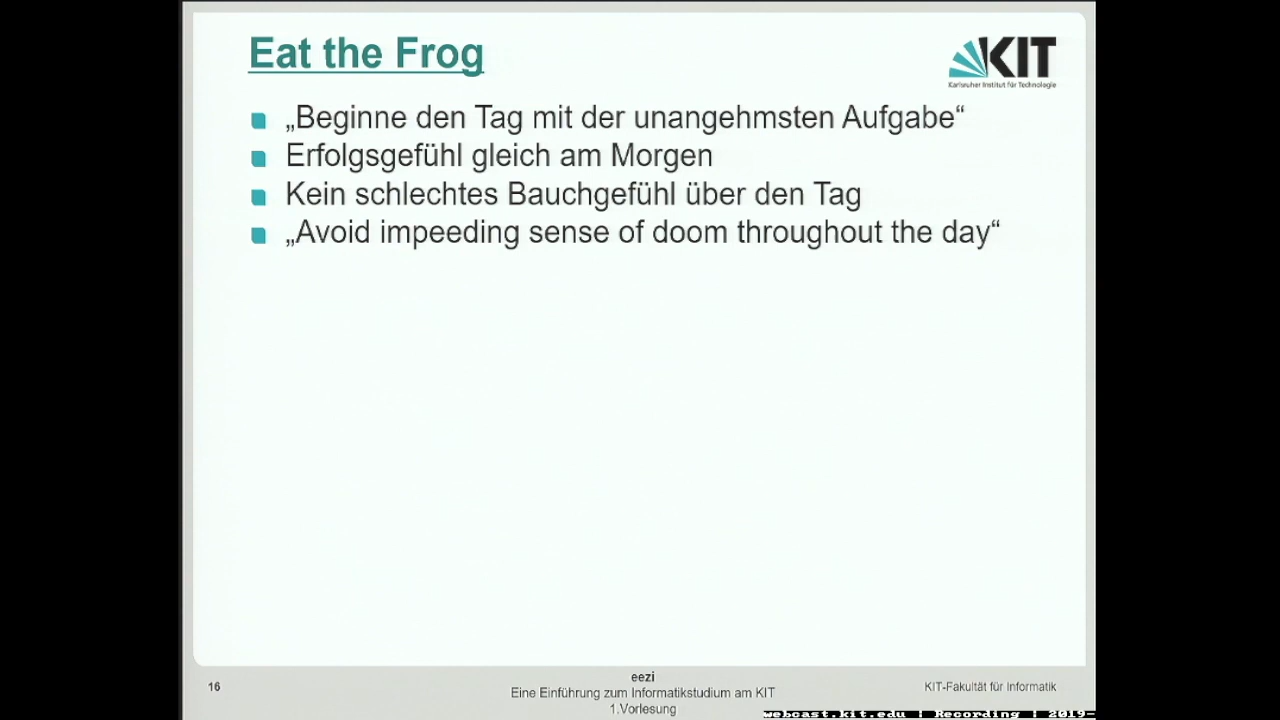 Eat the Frog
KIT
Karlsruher Institut für Technologie
„Beginne den Tag mit der unangehmsten Aufgabe“
Erfolgsgefühl gleich am Morgen
Kein schlechtes Bauchgefühl über den Tag
„Avoid impeeding sense of doom throughout the day“
16
eezi
Eine Einführung zum Informatikstudium am KIT
1.Vorlesung
KIT-Fakultät für Informatik
webcast.kit.edu | Recording | 2019-